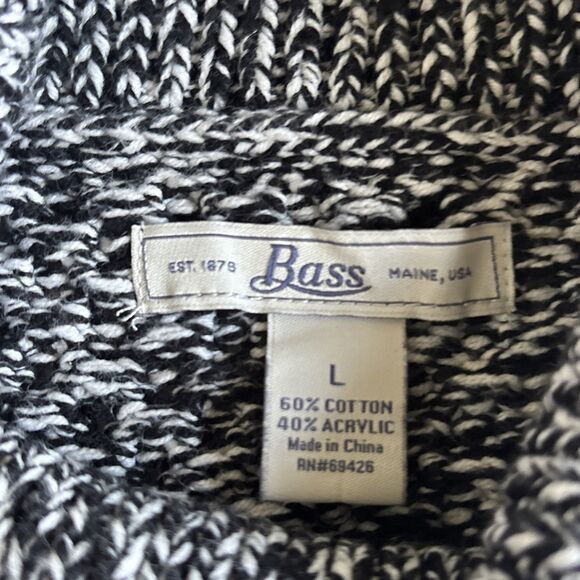 EST. 1876 Bass MAINE, USA
L
60% COTTON
40% ACRYLIC
Made in China
RN#69426